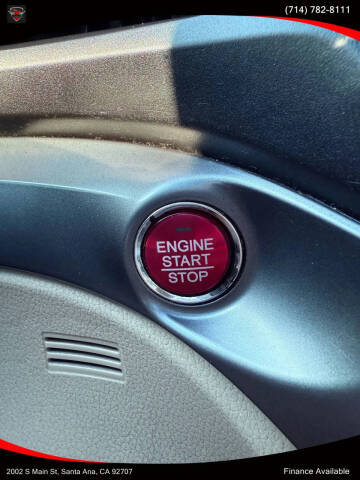 (714) 782-8111
ENGINE
START
STOP
2002 S Main St, Santa Ana, CA 92707
Finance Available